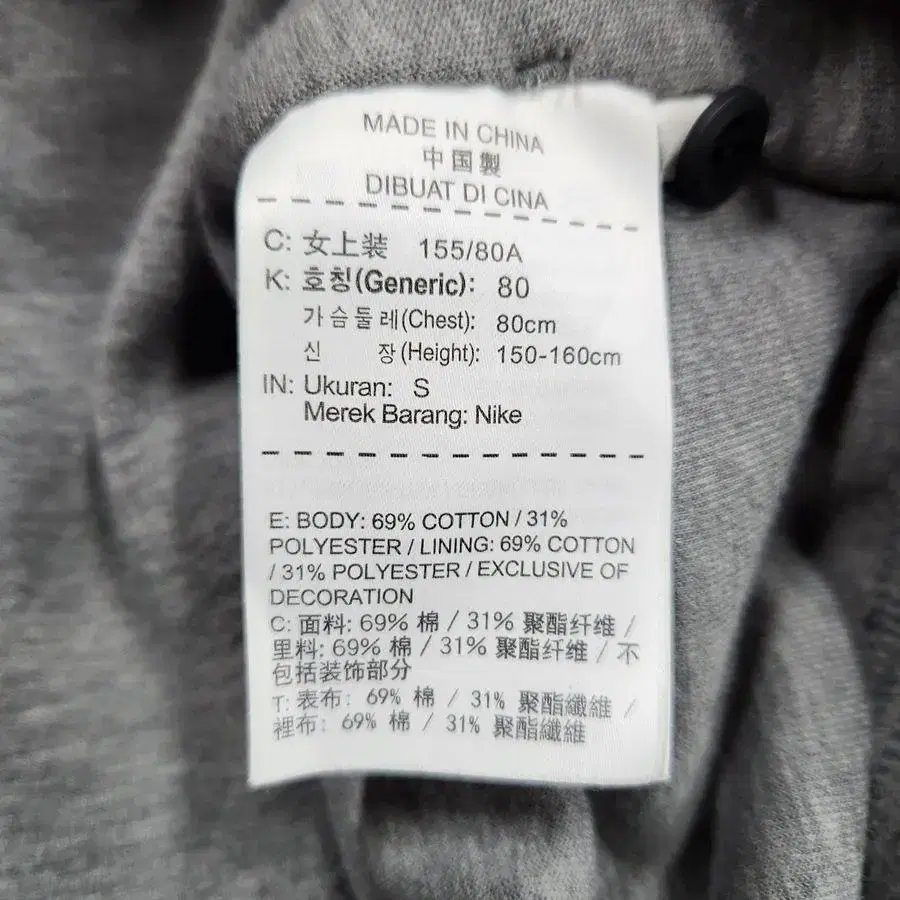 MADE IN CHINA
中国製
DIBUAT DI CINA
C: 女上装 155/80A
K: 호칭(Generic): 80
가슴둘레(Chest): 80cm
신 장(Height): 150-160cm
IN: Ukuran: S
Merek Barang: Nike
E: BODY: 69% COTTON / 31%
POLYESTER / LINING: 69% COTTON
/ 31% POLYESTER / EXCLUSIVE OF
DECORATION
C: 面料: 69% 棉 / 31% 聚酯纤维 /
里料: 69% 棉 / 31% 聚酯纤维 / 不
包括装饰部分
T: 表布: 69% 棉 / 31% 聚酯纖維 /
裡布: 69% 棉 / 31% 聚酯纖維